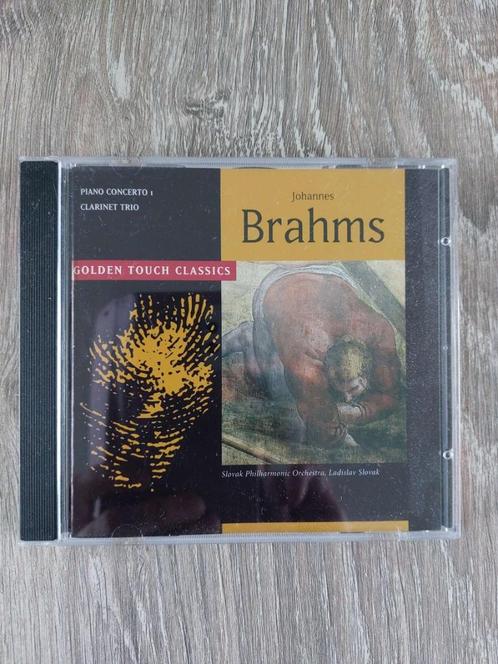 PIANO CONCERTO 1
CLARINET TRIO
Johannes
Brahms
GOLDEN TOUCH CLASSICS
Slovak Philharmonic Orchestra, Ladislav Slovak